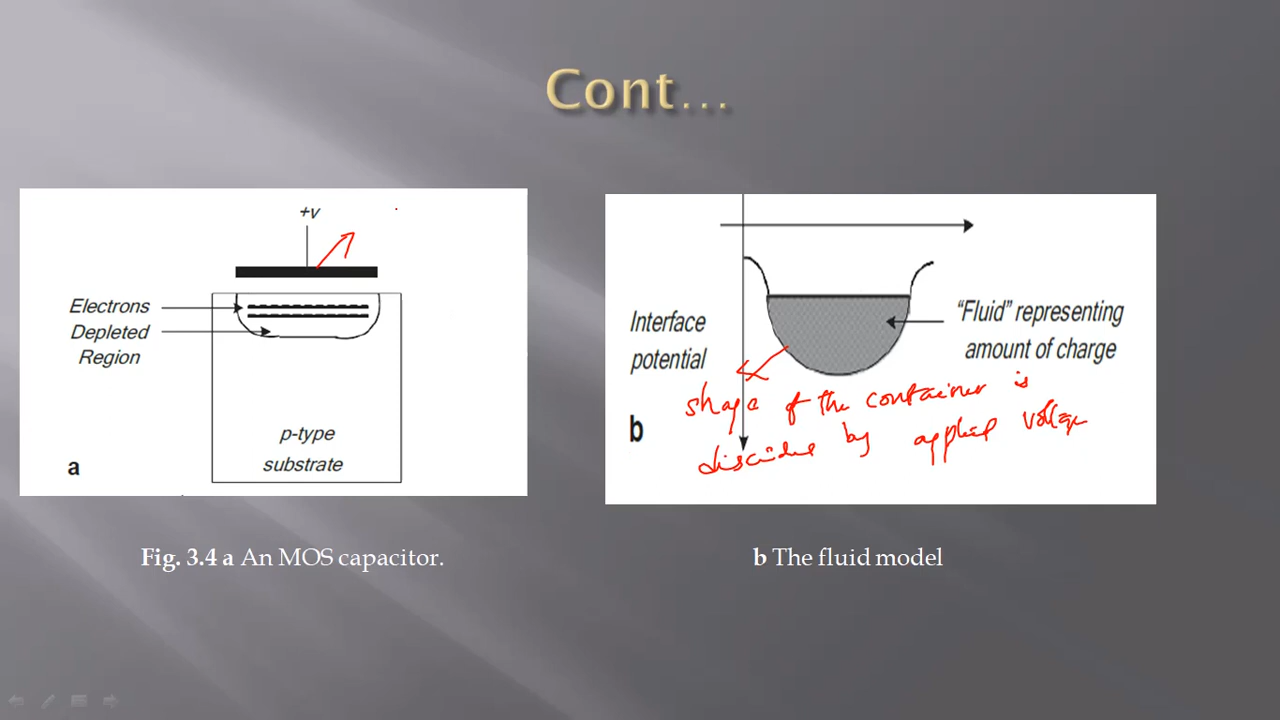 Cont...
+v
Electrons
Depleted
Region
p-type
substrate
a
Interface
potential
"Fluid" representing
amount of charge
b
shape of the container is
by applied voltage
Fig. 3.4 a An MOS capacitor.
b The fluid model